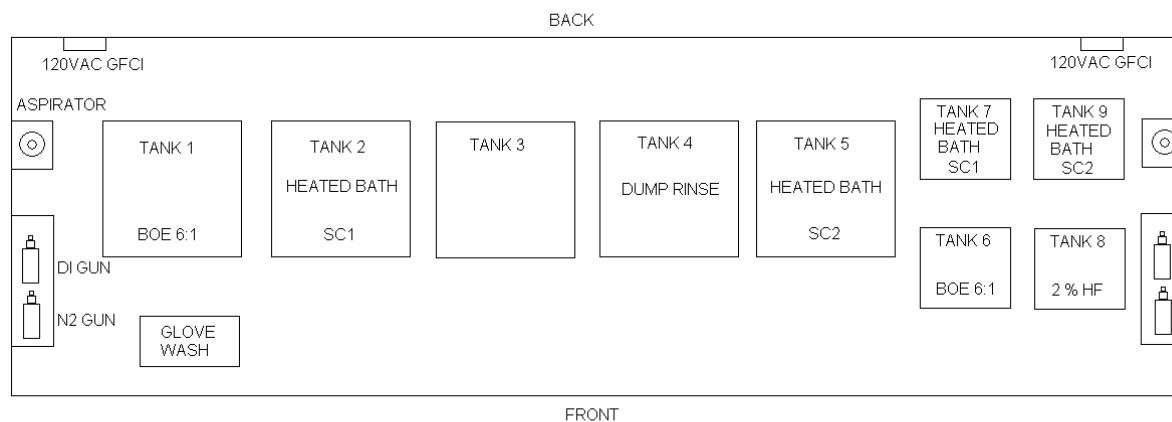 BACK
120VAC GFCI
120VAC GFCI
ASPIRATOR
TANK 1
BOE 6:1
TANK 2
HEATED BATH
SC1
TANK 3
TANK 4
DUMP RINSE
TANK 5
HEATED BATH
SC2
TANK 7
HEATED
BATH
SC1
TANK 9
HEATED
BATH
SC2
TANK 6
BOE 6:1
TANK 8
2 % HF
DI GUN
N2 GUN
GLOVE
WASH
FRONT